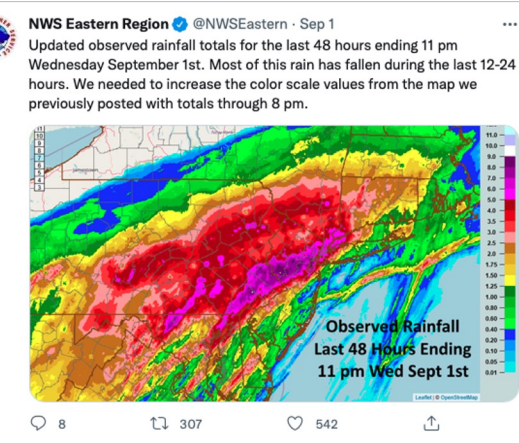 NWS Eastern Region @NWSEastern · Sep 1
Updated observed rainfall totals for the last 48 hours ending 11 pm
Wednesday September 1st. Most of this rain has fallen during the last 12-24
hours. We needed to increase the color scale values from the map we
previously posted with totals through 8 pm.
11.0
10.0
9.0
8.0
7.0
6.0
5.0
4.0
3.5
3.0
2.5
2.0
1.75
1.50
1.25
1.00
0.80
0.60
0.40
0.20
0.10
0.05
0.01
Observed Rainfall
Last 48 Hours Ending
11 pm Wed Sept 1st
Leaflet | © OpenStreetMap
8 307 542